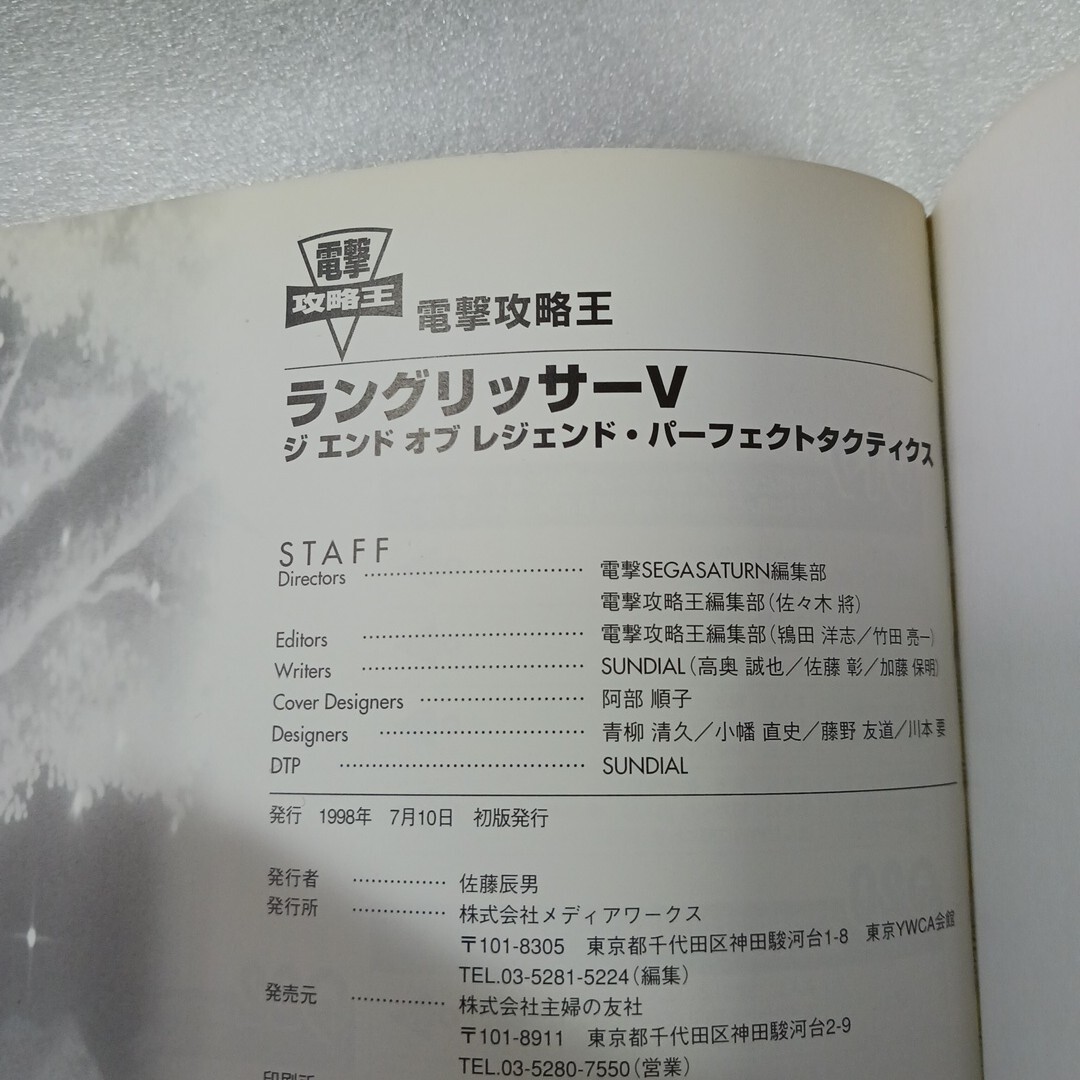 電撃
攻略王
電撃攻略王
ラングリッサーV
ジ エンド オブ レジェンド・パーフェクトタクティクス
STAFF
Directors ………………………… 電撃SEGASATURN編集部
電撃攻略王編集部(佐々木 將)
Editors ………………………… 電撃攻略王編集部(鴇田 洋志／竹田 亮一)
Writers ………………………… SUNDIAL(高奥 誠也／佐藤 彰／加藤 保明)
Cover Designers ………………… 阿部 順子
Designers ……………………… 青柳 清久／小幡 直史／藤野 友道／川本 要
DTP ………………………… SUNDIAL
発行 1998年 7月10日 初版発行
発行者 …………… 佐藤辰男
発行所 …………… 株式会社メディアワークス
〒101-8305 東京都千代田区神田駿河台1-8 東京YWCA会館
TEL.03-5281-5224(編集)
発売元 …………… 株式会社主婦の友社
〒101-8911 東京都千代田区神田駿河台2-9
TEL.03-5280-7550(営業)
印刷所